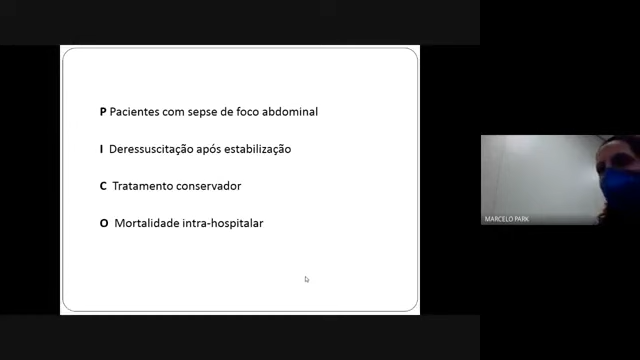 P Pacientes com sepse de foco abdominal
I Deressuscitação após estabilização
C Tratamento conservador
O Mortalidade intra-hospitalar
MARCELO PARK